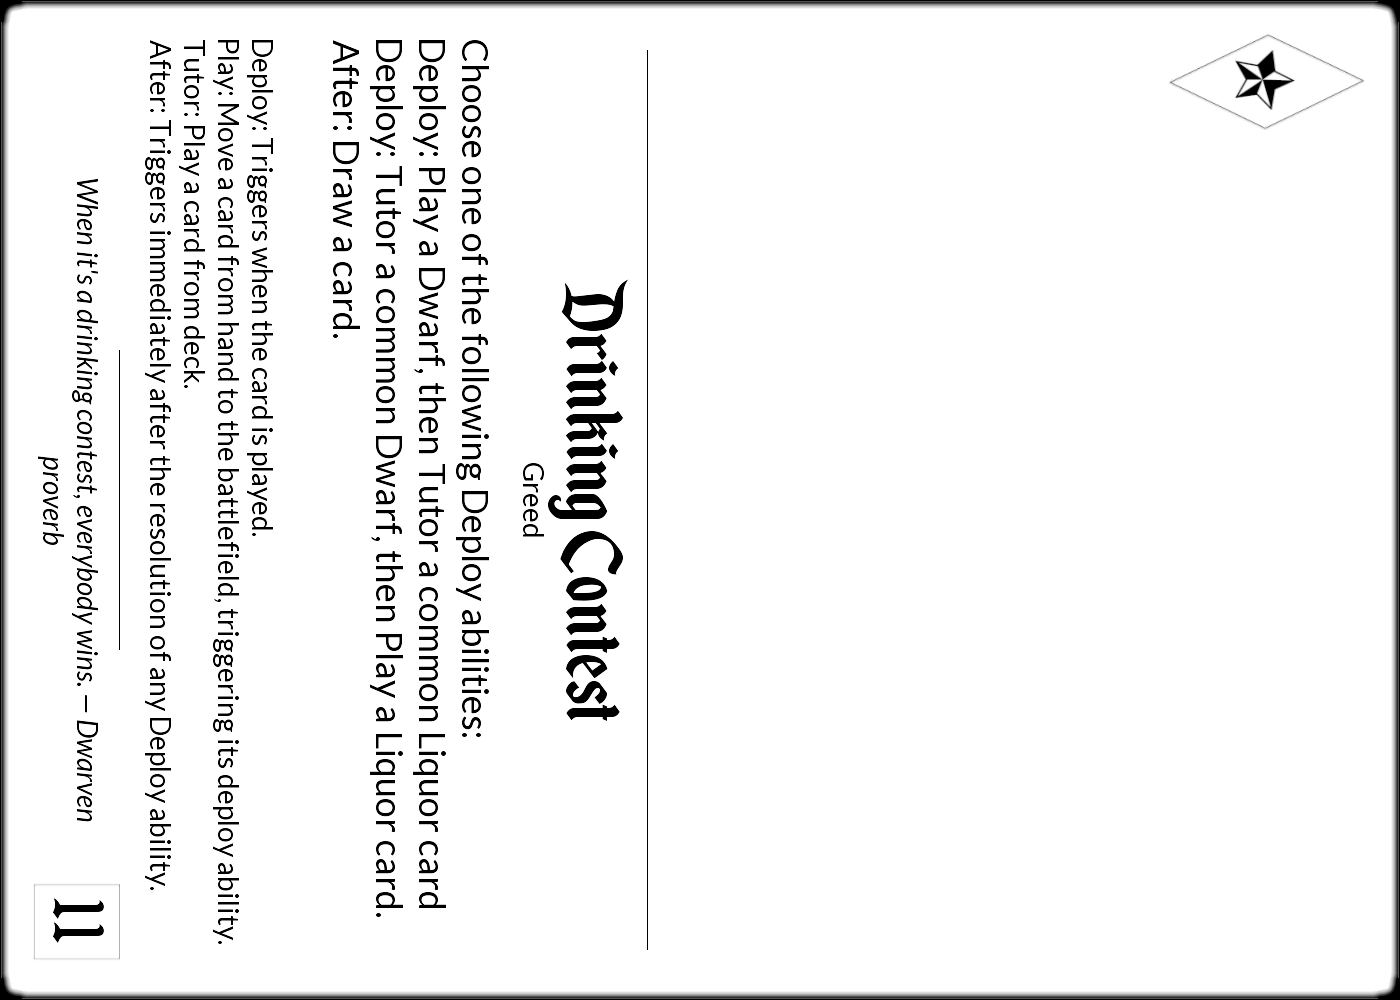 Drinking Contest
Greed
Choose one of the following Deploy abilities:
Deploy: Play a Dwarf, then Tutor a common Liquor card
Deploy: Tutor a common Dwarf, then Play a Liquor card.
After: Draw a card.
Deploy: Triggers when the card is played.
Play: Move a card from hand to the battlefield, triggering its deploy ability.
Tutor: Play a card from deck.
After: Triggers immediately after the resolution of any Deploy ability.
When it's a drinking contest, everybody wins. – Dwarven
proverb
11